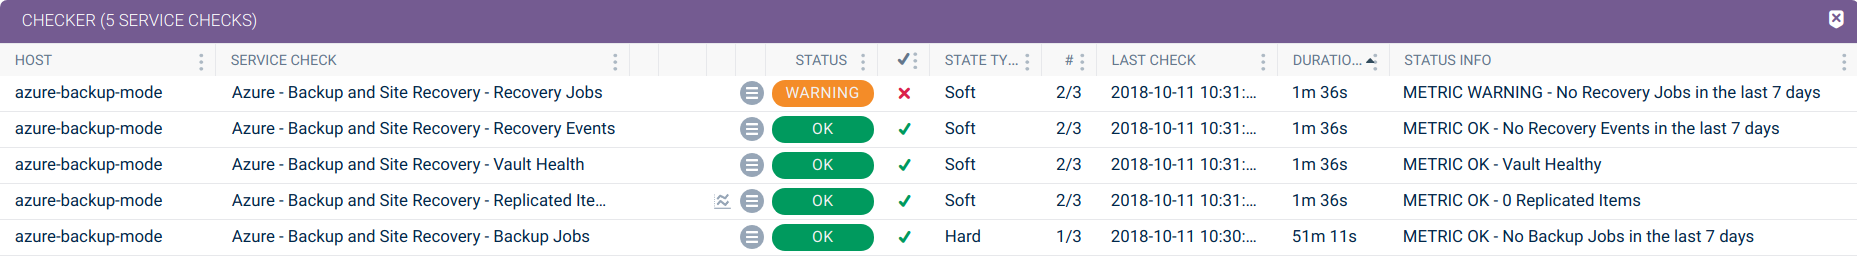 CHECKER (5 SERVICE CHECKS)
HOST SERVICE CHECK STATUS STATE TY... # LAST CHECK DURATIO... STATUS INFO
azure-backup-mode Azure - Backup and Site Recovery - Recovery Jobs WARNING Soft 2/3 2018-10-11 10:31:... 1m 36s METRIC WARNING - No Recovery Jobs in the last 7 days
azure-backup-mode Azure - Backup and Site Recovery - Recovery Events OK Soft 2/3 2018-10-11 10:31:... 1m 36s METRIC OK - No Recovery Events in the last 7 days
azure-backup-mode Azure - Backup and Site Recovery - Vault Health OK Soft 2/3 2018-10-11 10:31:... 1m 36s METRIC OK - Vault Healthy
azure-backup-mode Azure - Backup and Site Recovery - Replicated Ite... OK Soft 2/3 2018-10-11 10:31:... 1m 36s METRIC OK - 0 Replicated Items
azure-backup-mode Azure - Backup and Site Recovery - Backup Jobs OK Hard 1/3 2018-10-11 10:30:... 51m 11s METRIC OK - No Backup Jobs in the last 7 days